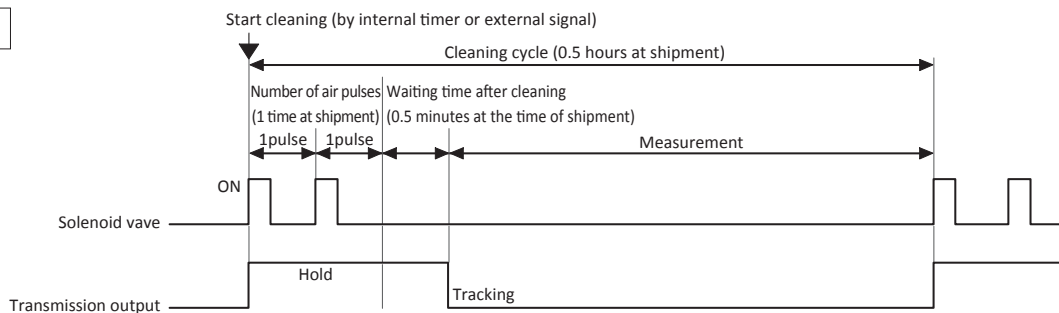 Start cleaning (by internal timer or external signal)
Cleaning cycle (0.5 hours at shipment)
Number of air pulses Waiting time after cleaning
(1 time at shipment) (0.5 minutes at the time of shipment)
1pulse 1pulse Measurement
ON
Solenoid vave
Hold
Tracking
Transmission output